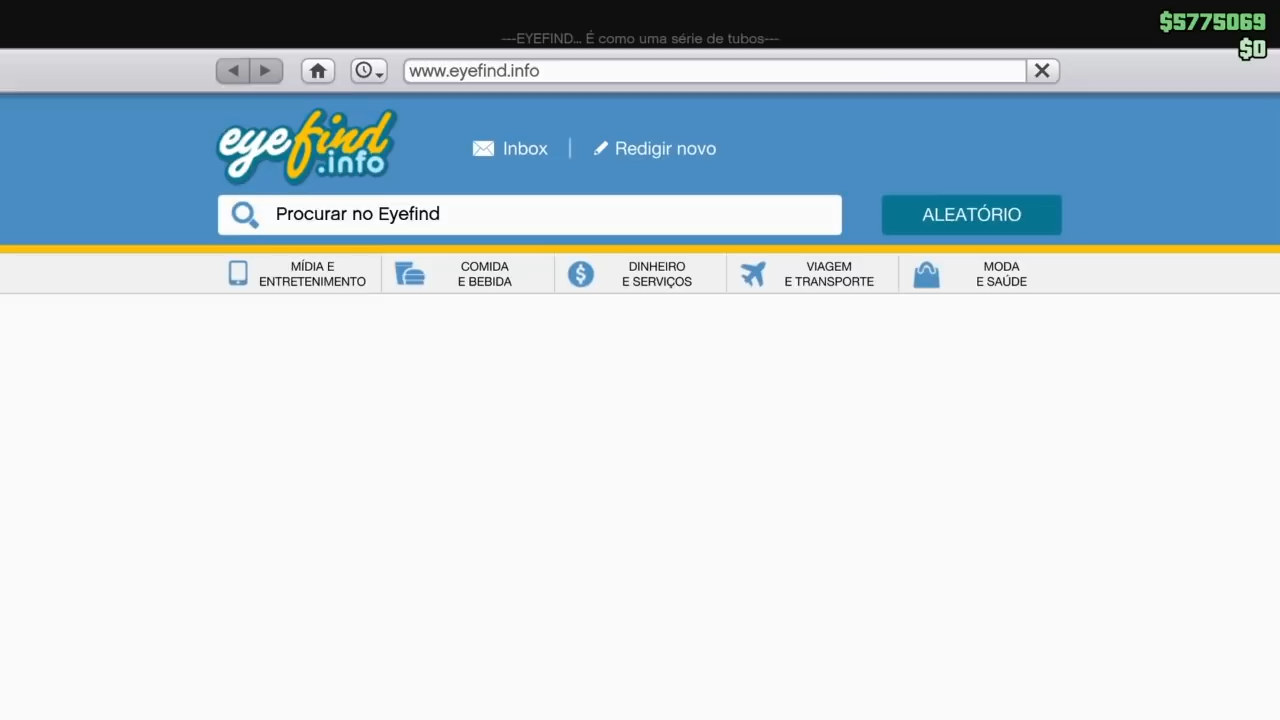 $5775069
---EYEFIND... É como uma série de tubos---
$0
www.eyefind.info
eyefind
.info
Inbox
Redigir novo
Procurar no Eyefind
ALEATÓRIO
MÍDIA E
ENTRETENIMENTO
COMIDA
E BEBIDA
DINHEIRO
E SERVIÇOS
VIAGEM
E TRANSPORTE
MODA
E SAÚDE